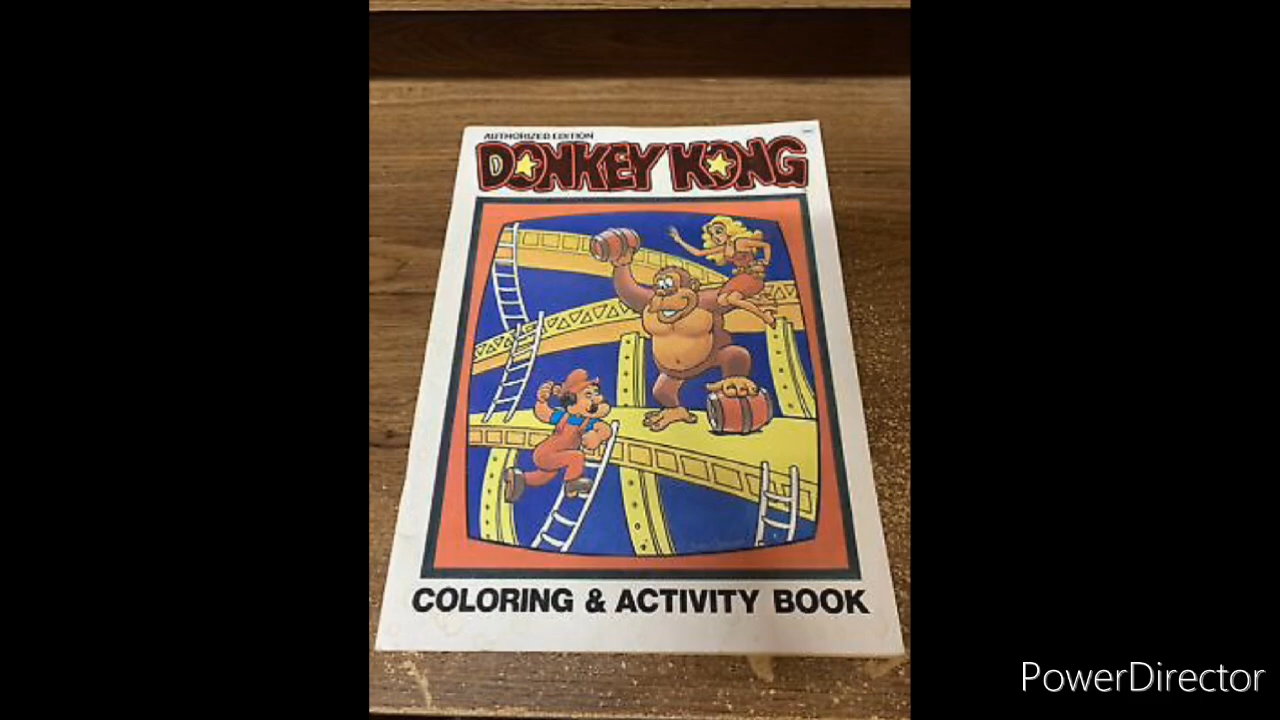 AUTHORIZED EDITION
DONKEY KONG
COLORING & ACTIVITY BOOK
PowerDirector